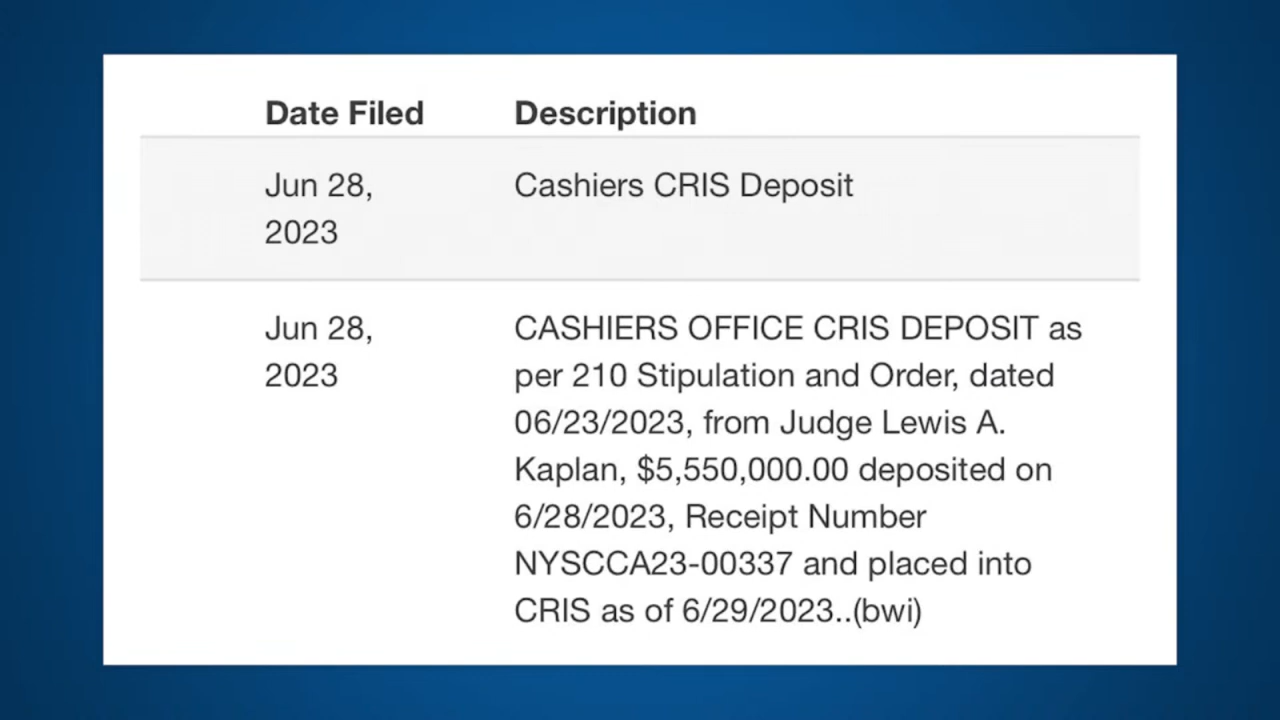 Date Filed Description
Jun 28, Cashiers CRIS Deposit
2023
Jun 28, CASHIERS OFFICE CRIS DEPOSIT as
2023 per 210 Stipulation and Order, dated
06/23/2023, from Judge Lewis A.
Kaplan, $5,550,000.00 deposited on
6/28/2023, Receipt Number
NYSCCA23-00337 and placed into
CRIS as of 6/29/2023..(bwi)